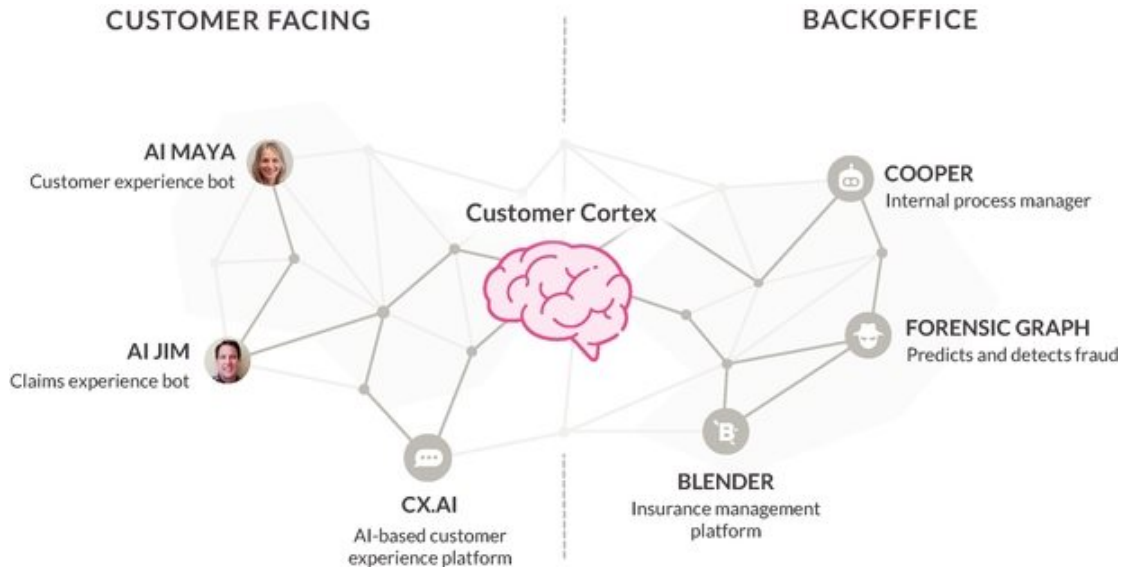 CUSTOMER FACING
BACKOFFICE
AI MAYA
Customer experience bot
COOPER
Internal process manager
Customer Cortex
AI JIM
Claims experience bot
FORENSIC GRAPH
Predicts and detects fraud
B
CX.AI
AI-based customer
experience platform
BLENDER
Insurance management
platform